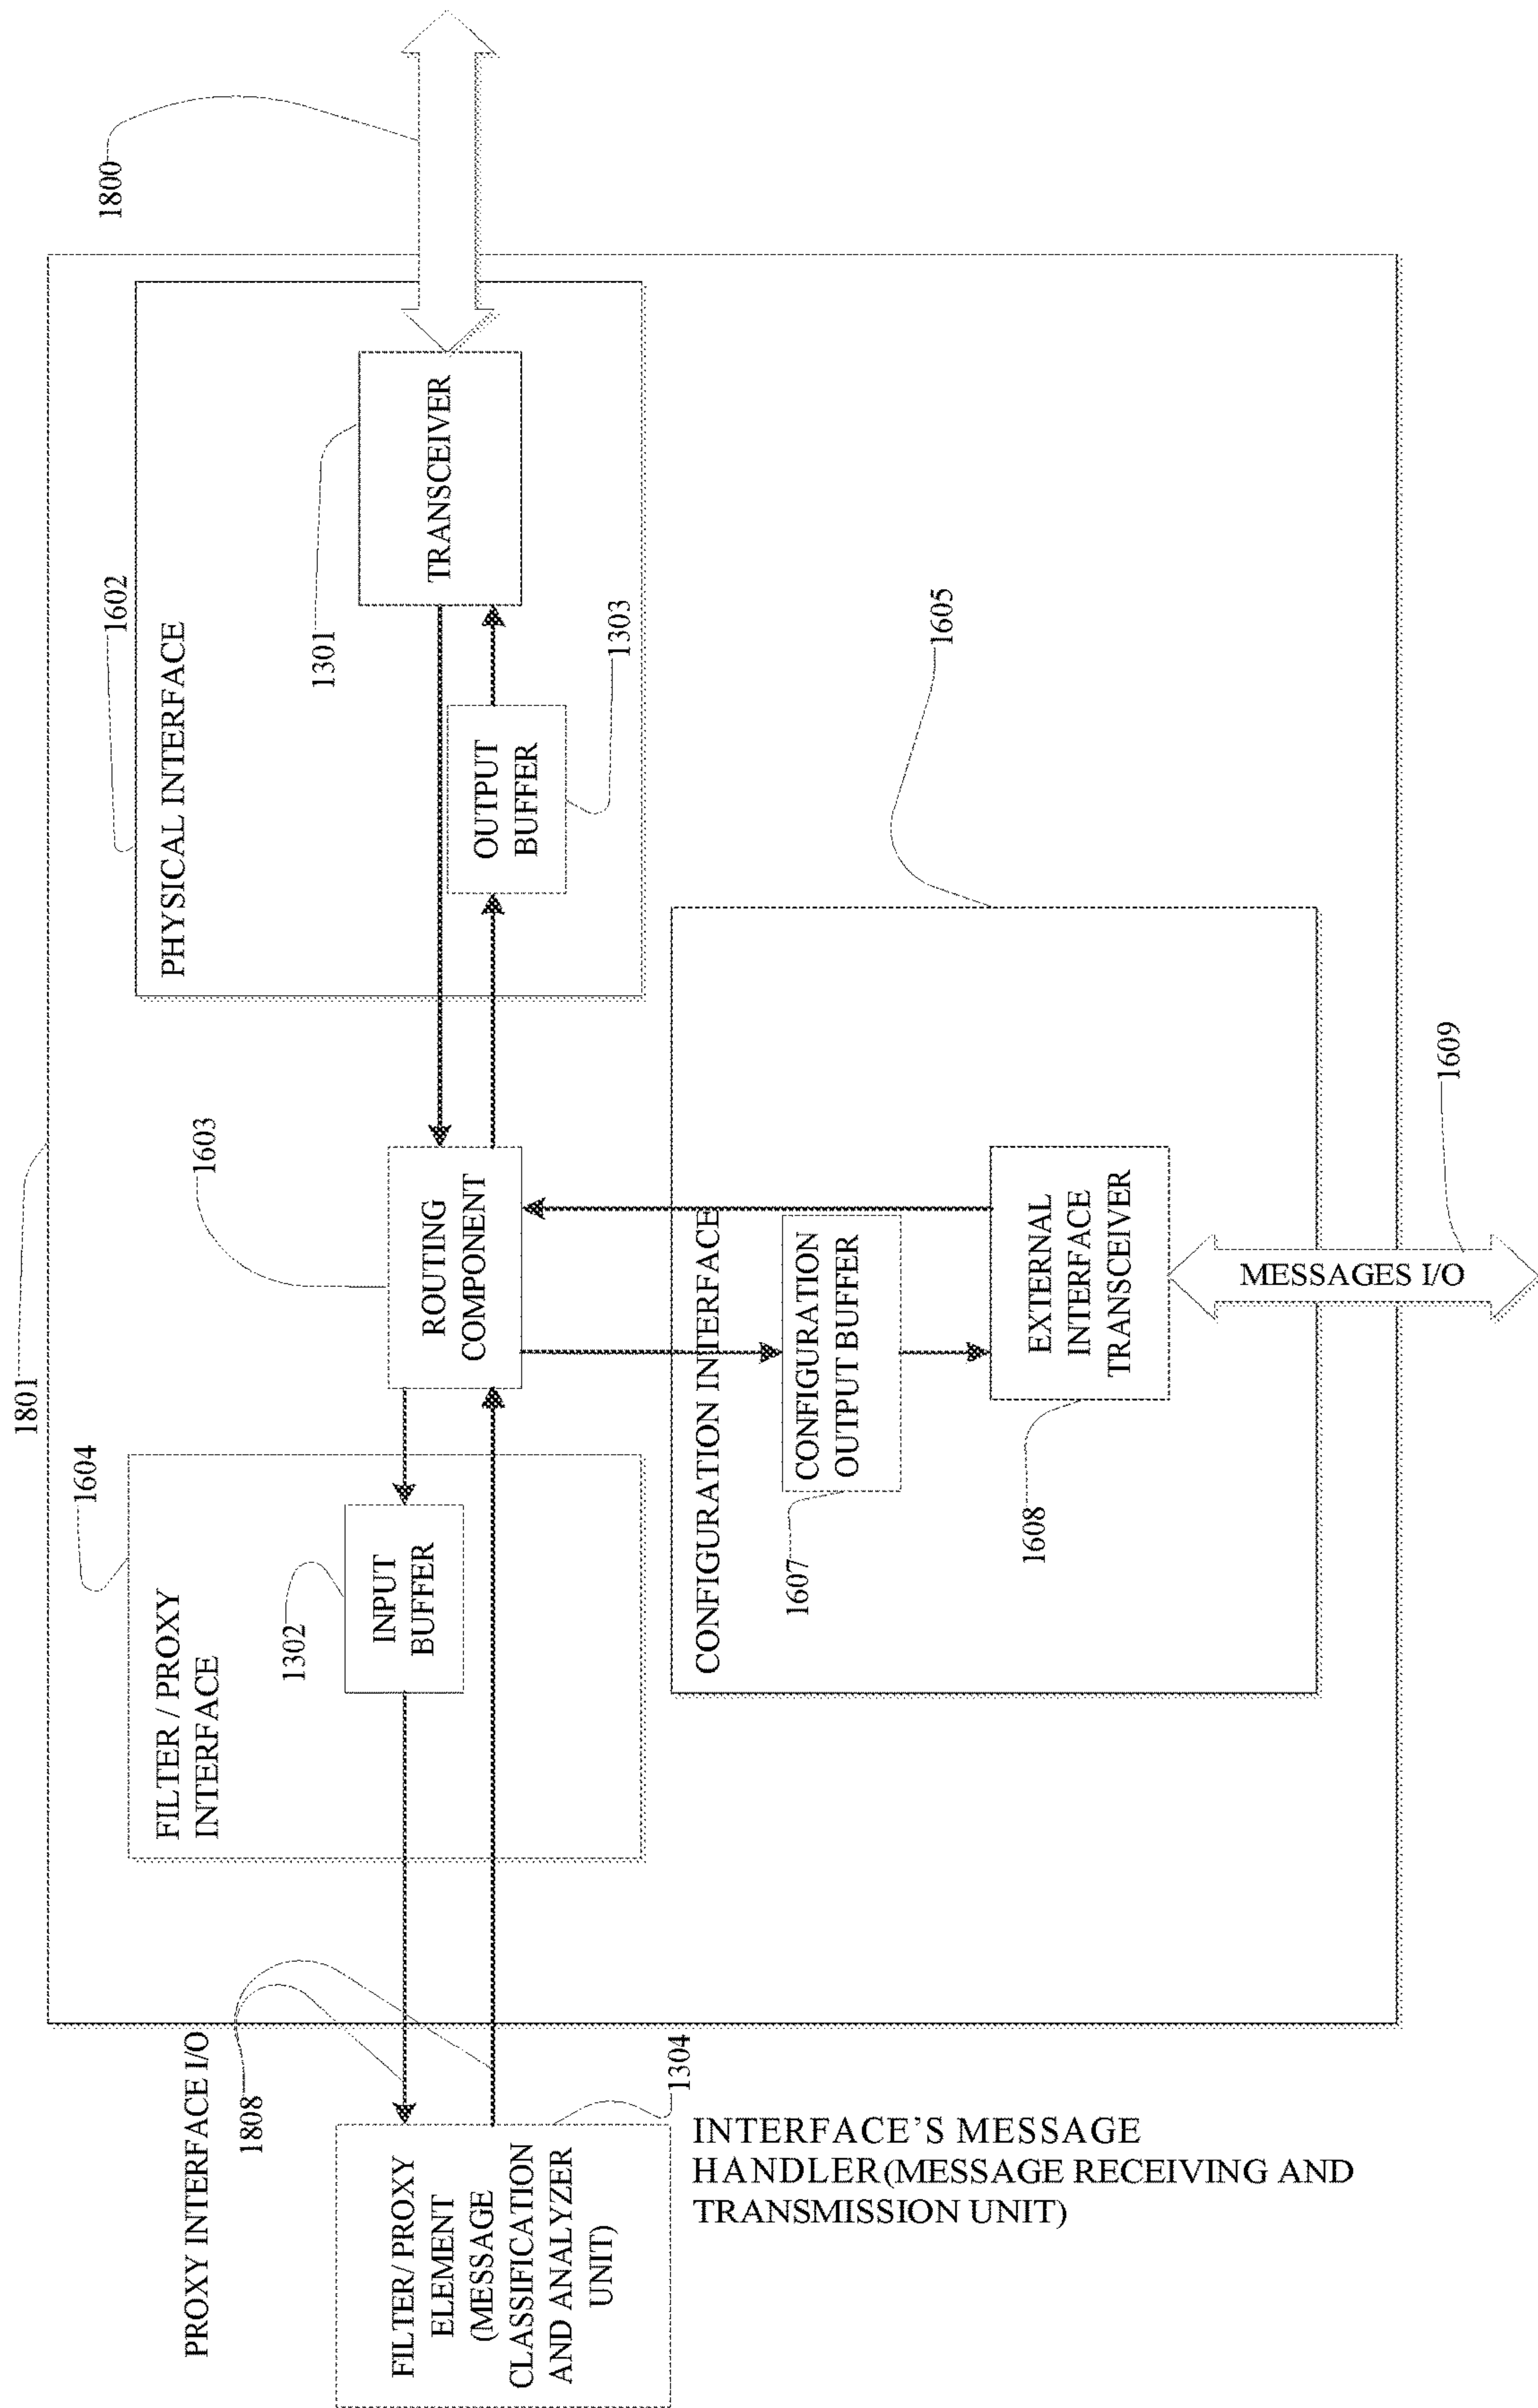 PROXY INTERFACE I/O
1808
FILTER/ PROXY
ELEMENT
(MESSAGE
CLASSIFICATION
AND ANALYZER
UNIT)
1304
INTERFACE'S MESSAGE
HANDLER(MESSAGE RECEIVING AND
TRANSMISSION UNIT)
1801
1604
FILTER / PROXY
INTERFACE
1302
INPUT
BUFFER
1603
ROUTING
COMPONENT
1602
PHYSICAL INTERFACE
1301
TRANSCEIVER
OUTPUT
BUFFER
1303
1800
CONFIGURATION INTERFACE
1605
CONFIGURATION
OUTPUT BUFFER
1607
EXTERNAL
INTERFACE
TRANSCEIVER
1608
MESSAGES I/O
1609